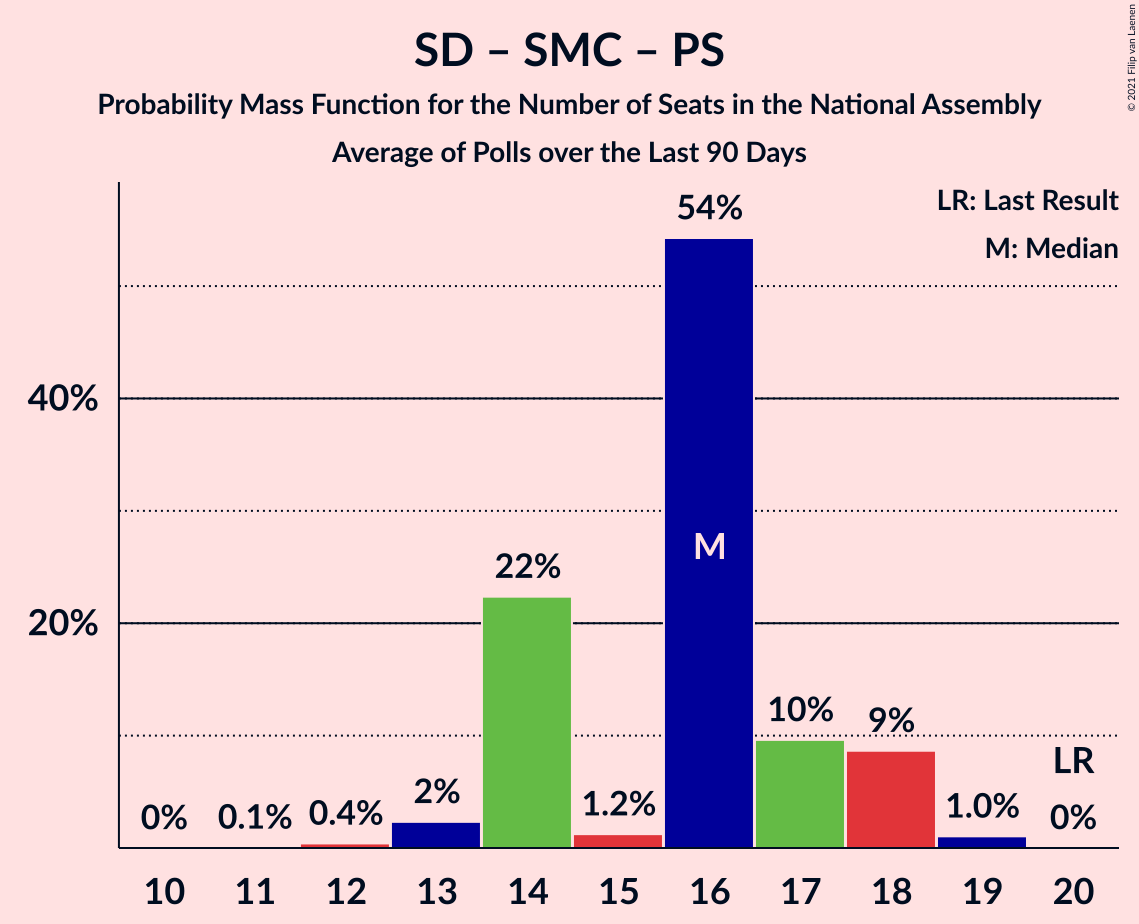 SD – SMC – PS
Probability Mass Function for the Number of Seats in the National Assembly
Average of Polls over the Last 90 Days
© 2021 Filip van Laenen
LR: Last Result
M: Median
40%
20%
0%
0.1%
0.4%
2%
22%
1.2%
54%
M
10%
9%
1.0%
LR
0%
10 11 12 13 14 15 16 17 18 19 20